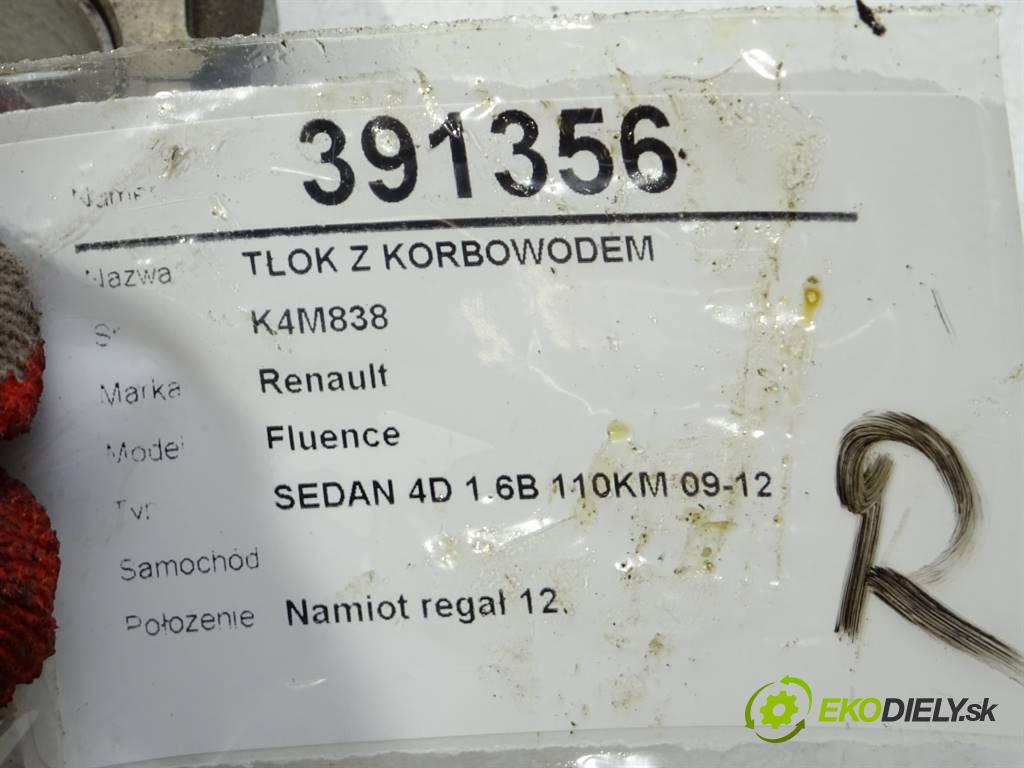 391356
Nazwa TŁOK Z KORBOWODEM
K4M838
Marka Renault
Model Fluence
SEDAN 4D 1.6B 110KM 09-12
Samochód
Położenie Namiot regał 12.
R
EKODIELY.sk